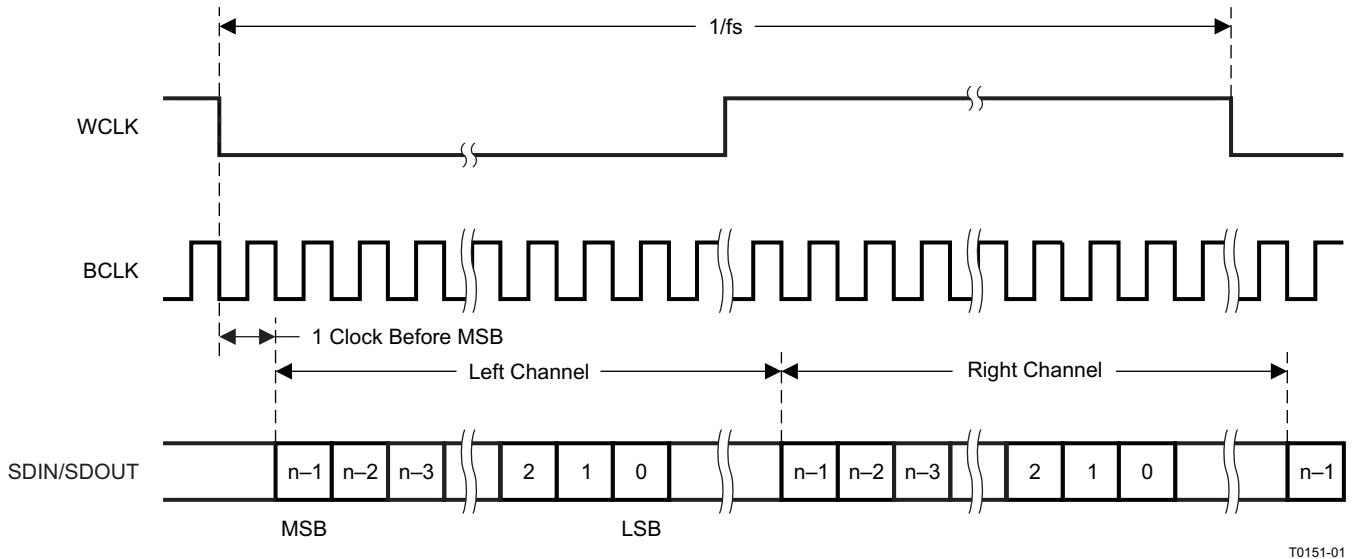 1/fs
WCLK
BCLK
1 Clock Before MSB
Left Channel
Right Channel
SDIN/SDOUT
n–1 n–2 n–3 2 1 0 n–1 n–2 n–3 2 1 0 n–1
MSB LSB
T0151-01